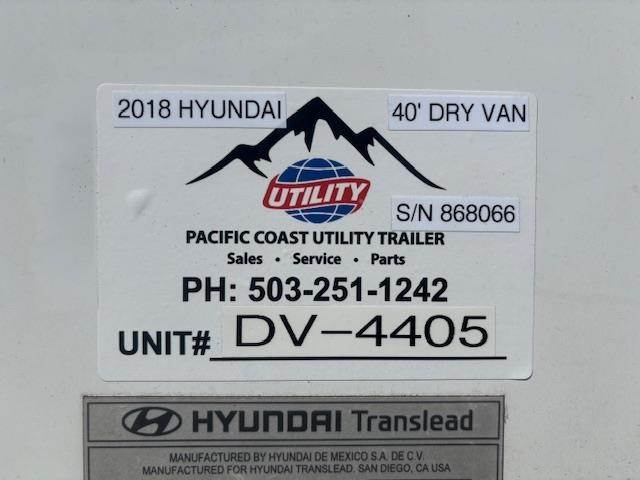 2018 HYUNDAI
40' DRY VAN
UTILITY
S/N 868066
PACIFIC COAST UTILITY TRAILER
Sales • Service • Parts
PH: 503-251-1242
UNIT# DV-4405
HYUNDAI Translead
MANUFACTURED BY HYUNDAI DE MEXICO S.A. DE C.V.
MANUFACTURED FOR HYUNDAI TRANSLEAD. SAN DIEGO, CA USA